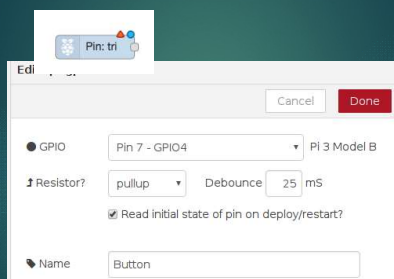 Pin: tri
Edi
Cancel Done
GPIO Pin 7 - GPIO4 Pi 3 Model B
Resistor? pullup Debounce 25 mS
Read initial state of pin on deploy/restart?
Name Button